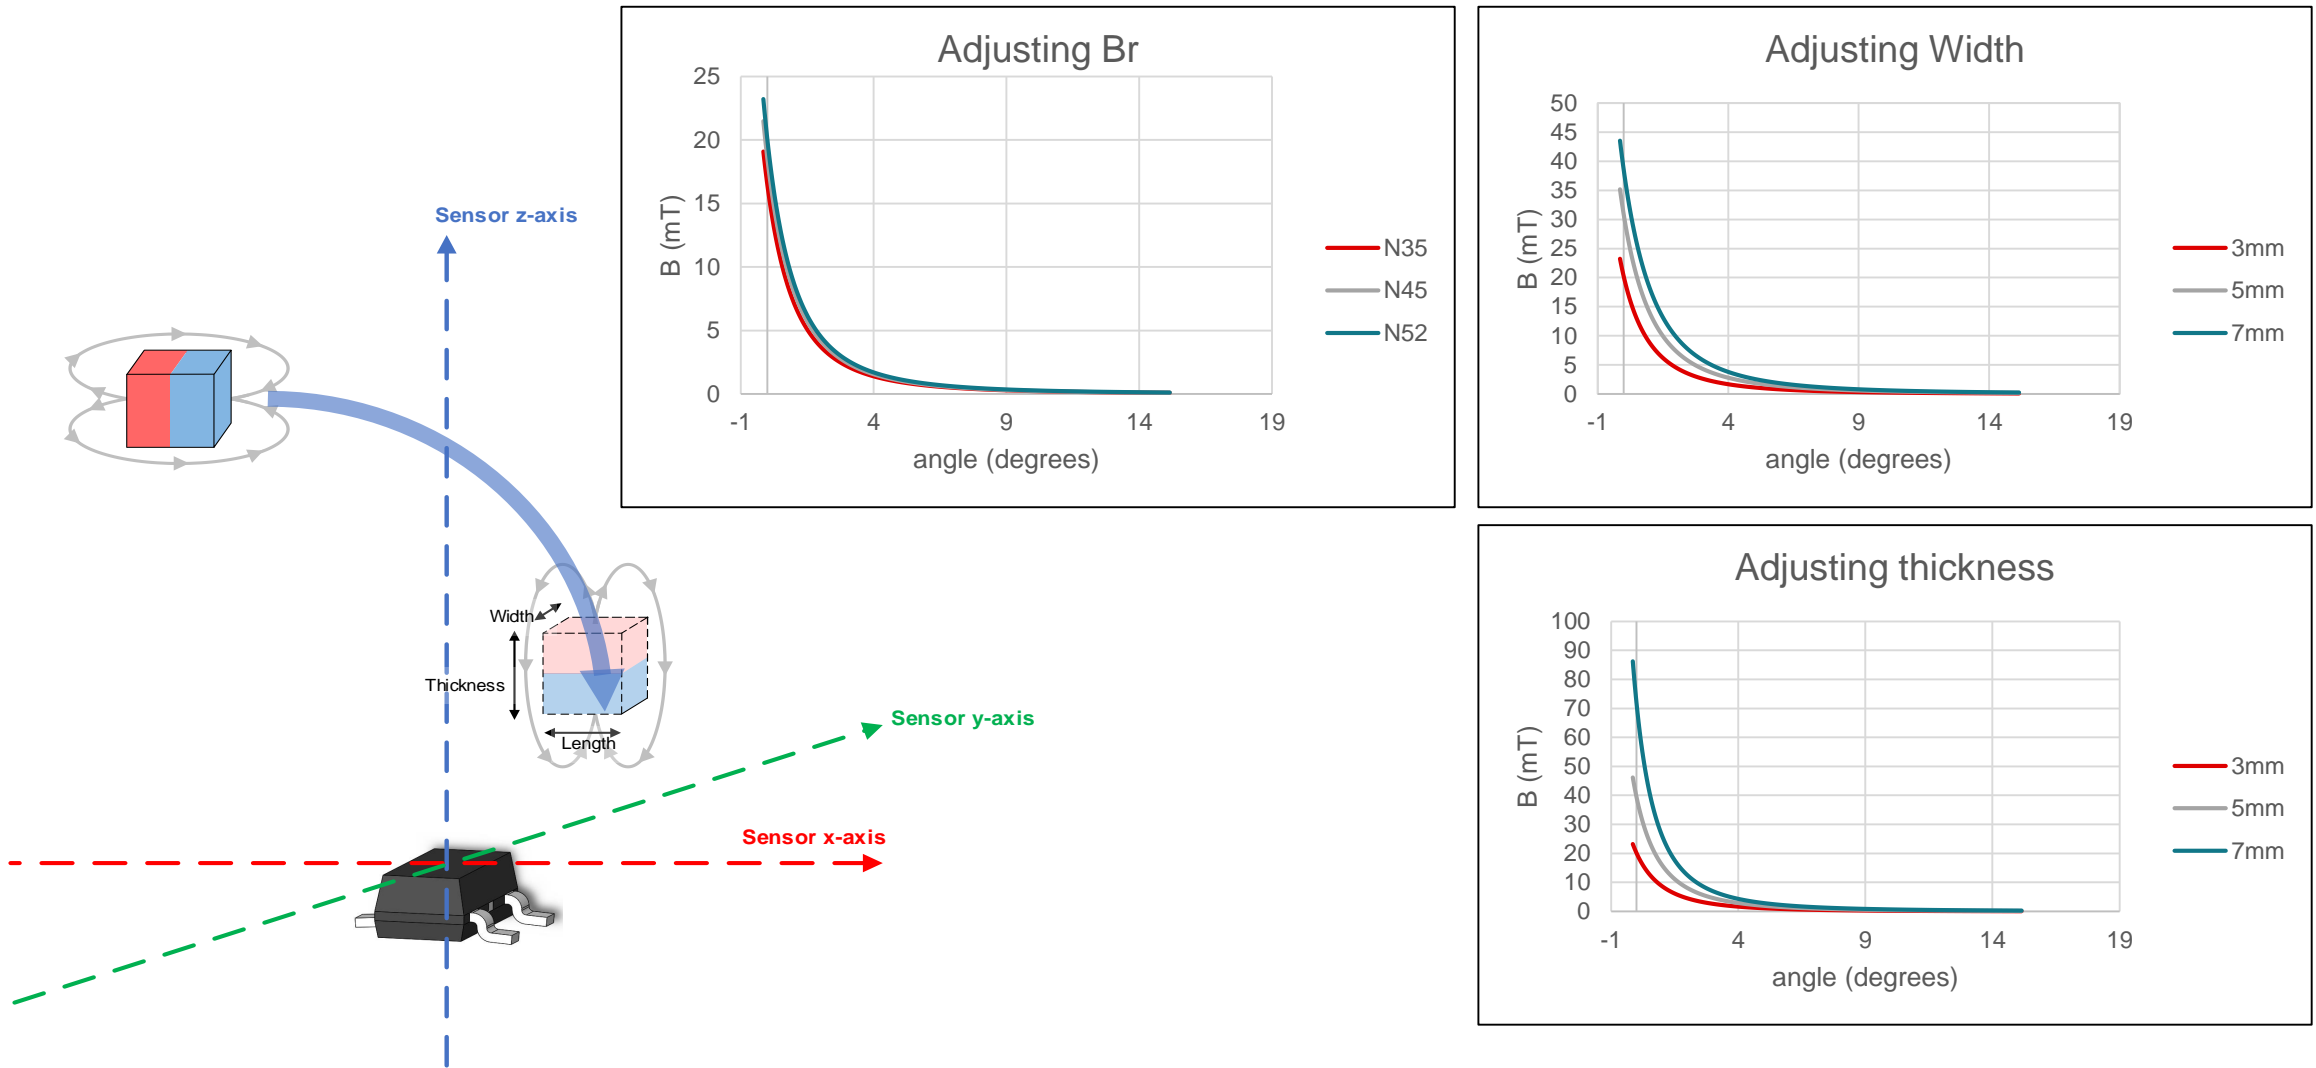 Adjusting Br
25
20
15
10
5
0
B (mT)
-1
4
9
14
19
angle (degrees)
N35
N45
N52
Adjusting Width
50
45
40
35
30
25
20
15
10
5
0
B (mT)
-1
4
9
14
19
angle (degrees)
3mm
5mm
7mm
Sensor z-axis
Width
Thickness
Length
Sensor y-axis
Sensor x-axis
Adjusting thickness
100
90
80
70
60
50
40
30
20
10
0
B (mT)
-1
4
9
14
19
angle (degrees)
3mm
5mm
7mm